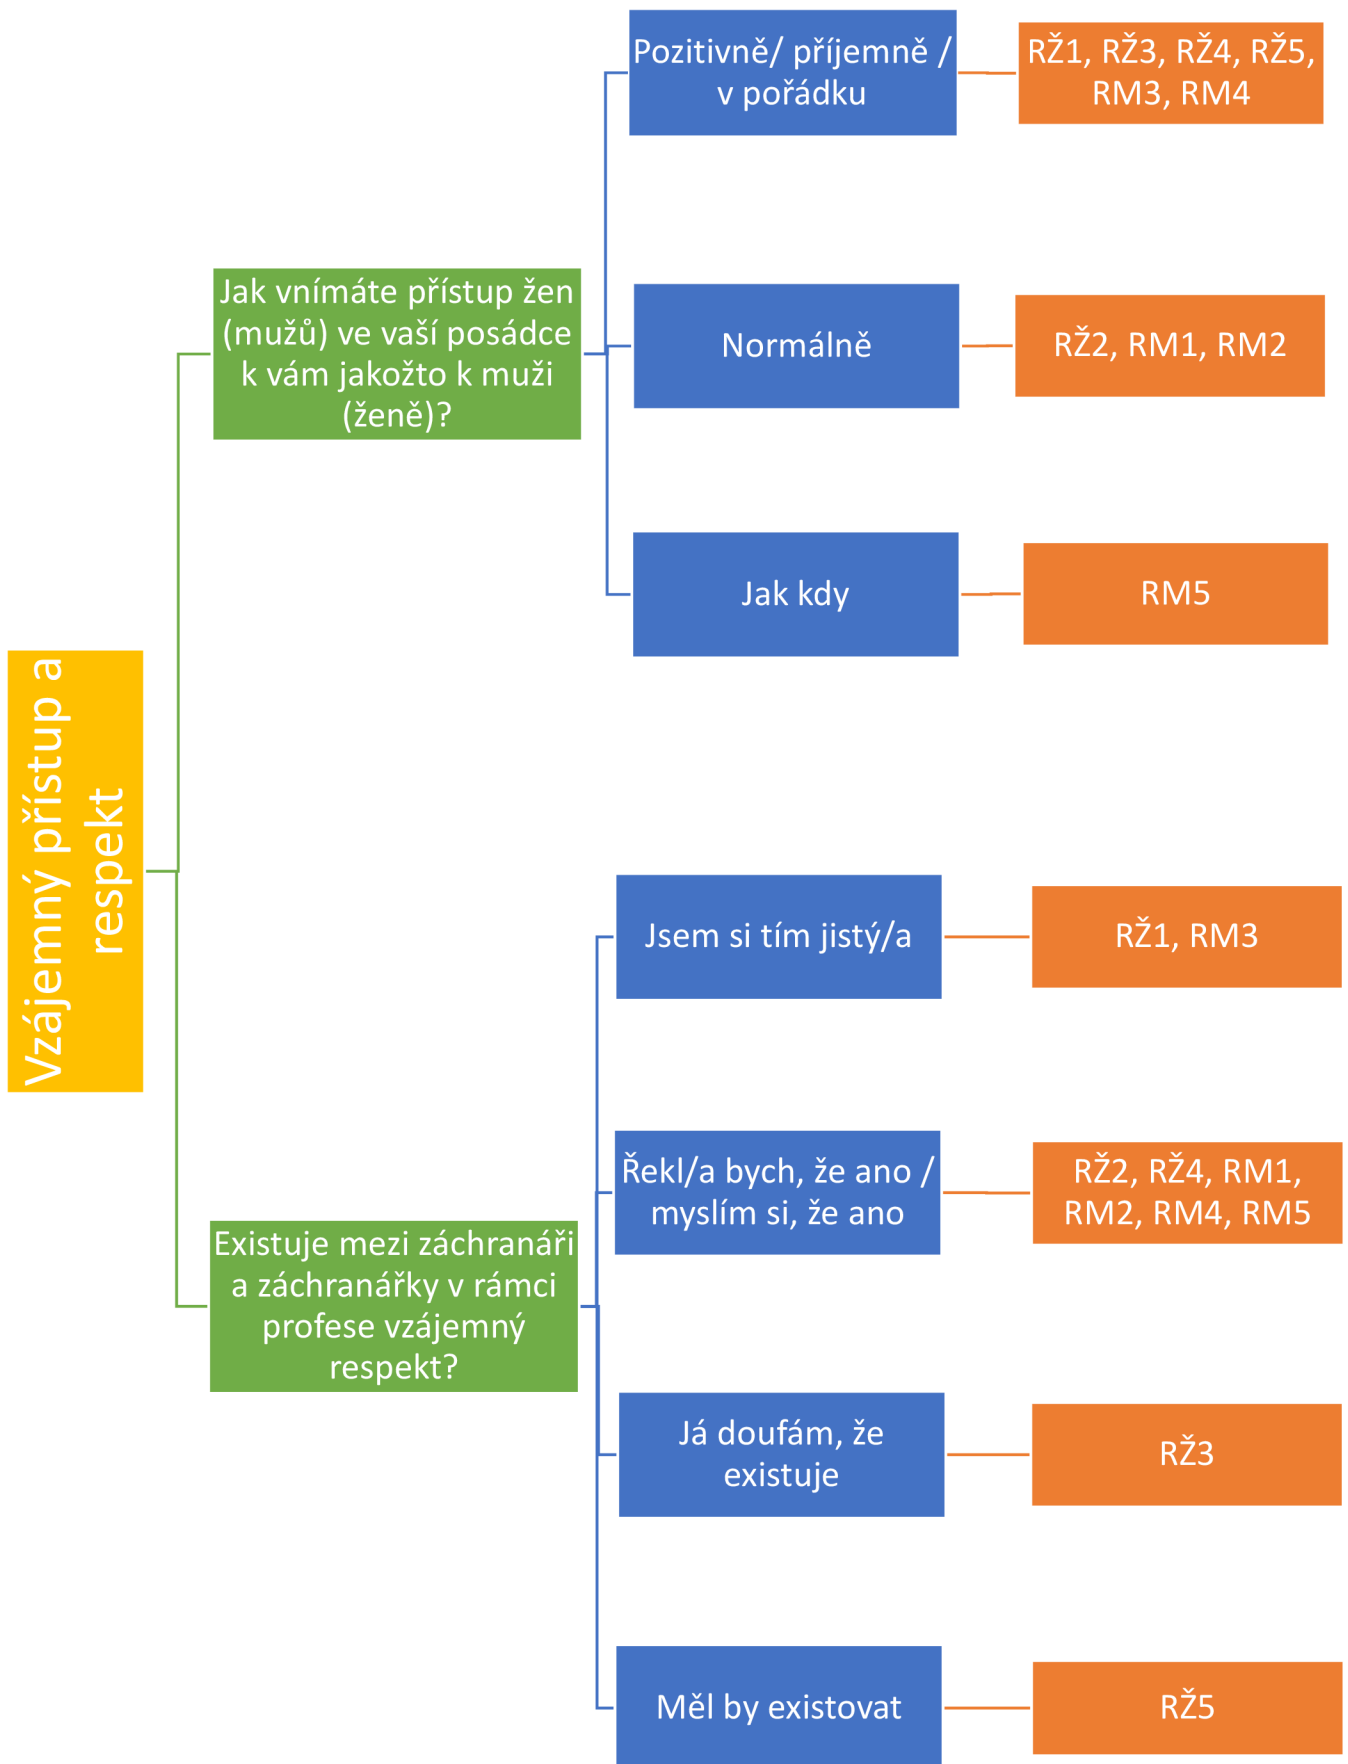 Vzájemný přístup a
respekt
Jak vnímáte přístup žen
(mužů) ve vaší posádce
k vám jakožto k muži
(ženě)?
Pozitivně/ příjemně /
v pořádku
RŽ1, RŽ3, RŽ4, RŽ5,
RM3, RM4
Normálně
RŽ2, RM1, RM2
Jak kdy
RM5
Existuje mezi záchranáři
a záchranářky v rámci
profese vzájemný
respekt?
Jsem si tím jistý/a
RŽ1, RM3
Řekl/a bych, že ano /
myslím si, že ano
RŽ2, RŽ4, RM1,
RM2, RM4, RM5
Já doufám, že
existuje
RŽ3
Měl by existovat
RŽ5